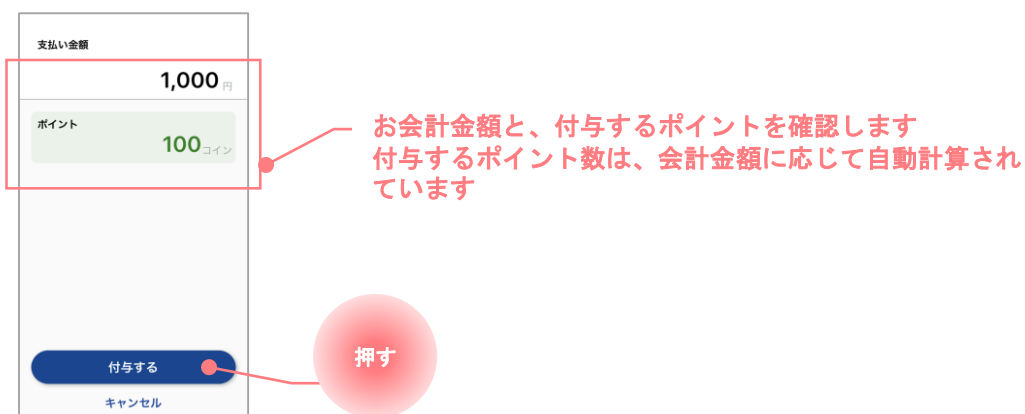 支払い金額
1,000 円
ポイント
100コイン
お会計金額と、付与するポイントを確認します
付与するポイント数は、会計金額に応じて自動計算され
ています
押す
付与する
キャンセル